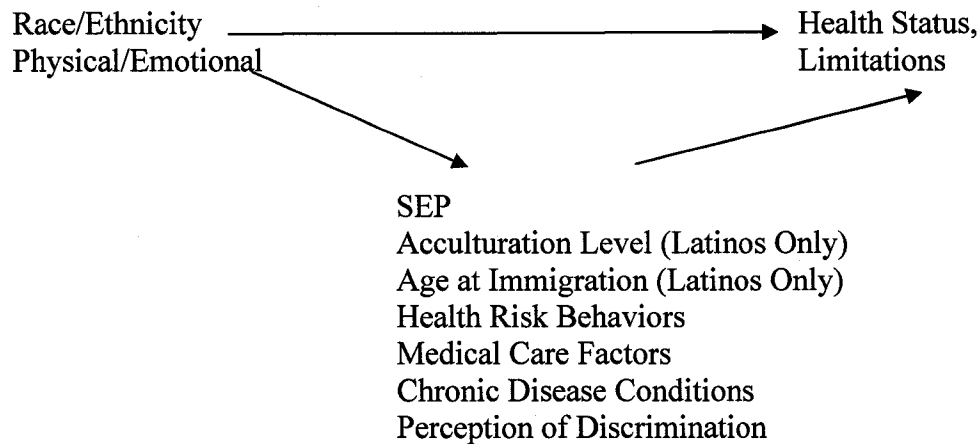 Race/Ethnicity
Physical/Emotional
Health Status,
Limitations
SEP
Acculturation Level (Latinos Only)
Age at Immigration (Latinos Only)
Health Risk Behaviors
Medical Care Factors
Chronic Disease Conditions
Perception of Discrimination